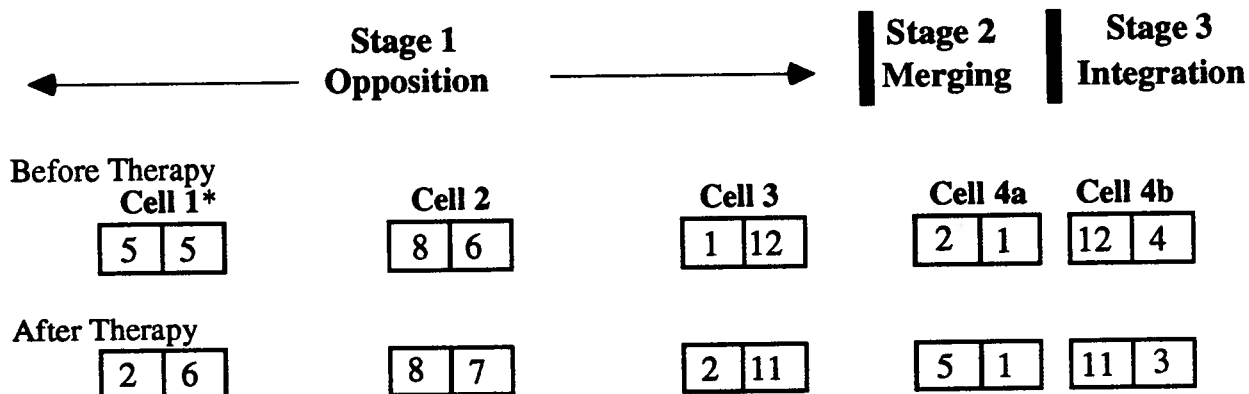 Stage 1 Stage 2 Stage 3
Opposition Merging Integration
Before Therapy
Cell 1* Cell 2 Cell 3 Cell 4a Cell 4b
5 5 8 6 1 12 2 1 12 4
After Therapy
2 6 8 7 2 11 5 1 11 3